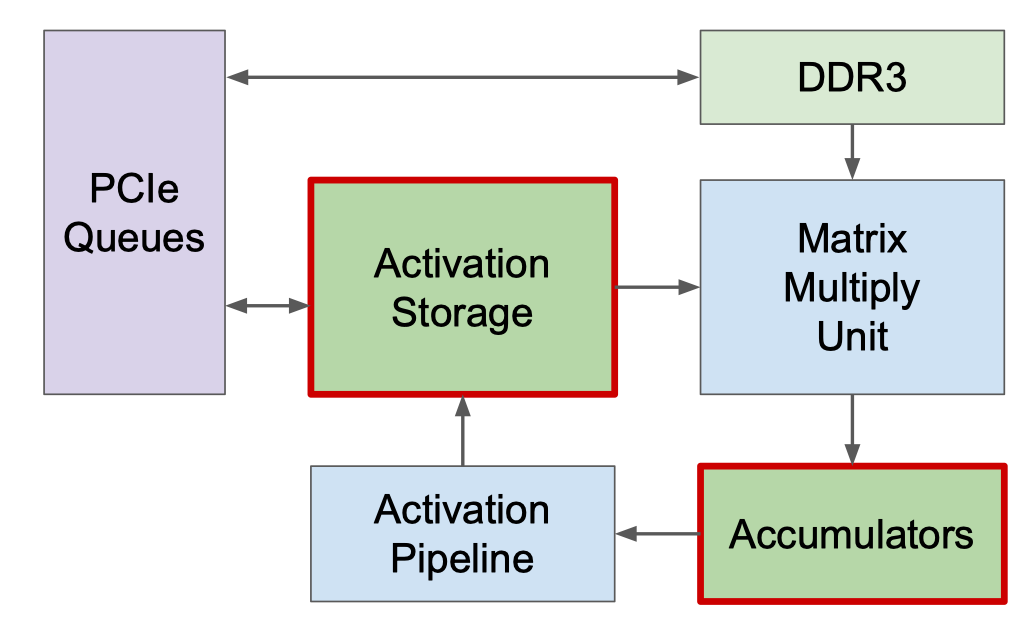 DDR3
PCIe
Queues
Activation
Storage
Matrix
Multiply
Unit
Activation
Pipeline
Accumulators